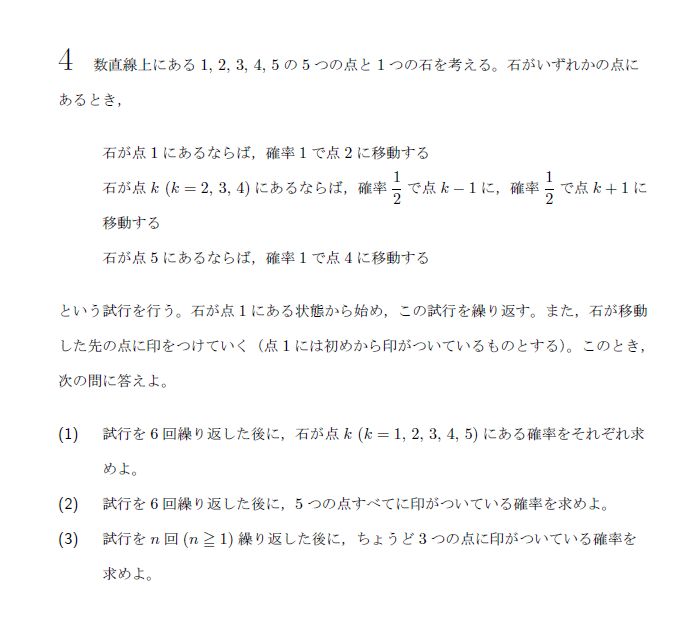 4 数直線上にある 1, 2, 3, 4, 5 の 5 つの点と 1 つの石を考える。石がいずれかの点に
あるとき，
石が点 1 にあるならば，確率 1 で点 2 に移動する
石が点 k (k = 2, 3, 4) にあるならば，確率 1/2 で点 k − 1 に，確率 1/2 で点 k + 1 に
移動する
石が点 5 にあるならば，確率 1 で点 4 に移動する
という試行を行う。石が点 1 にある状態から始め，この試行を繰り返す。また，石が移動
した先の点に印をつけていく（点 1 には初めから印がついているものとする）。このとき，
次の問に答えよ。
(1) 試行を 6 回繰り返した後に，石が点 k (k = 1, 2, 3, 4, 5) にある確率をそれぞれ求
めよ。
(2) 試行を 6 回繰り返した後に，5 つの点すべてに印がついている確率を求めよ。
(3) 試行を n 回 (n ≧ 1) 繰り返した後に，ちょうど 3 つの点に印がついている確率を
求めよ。